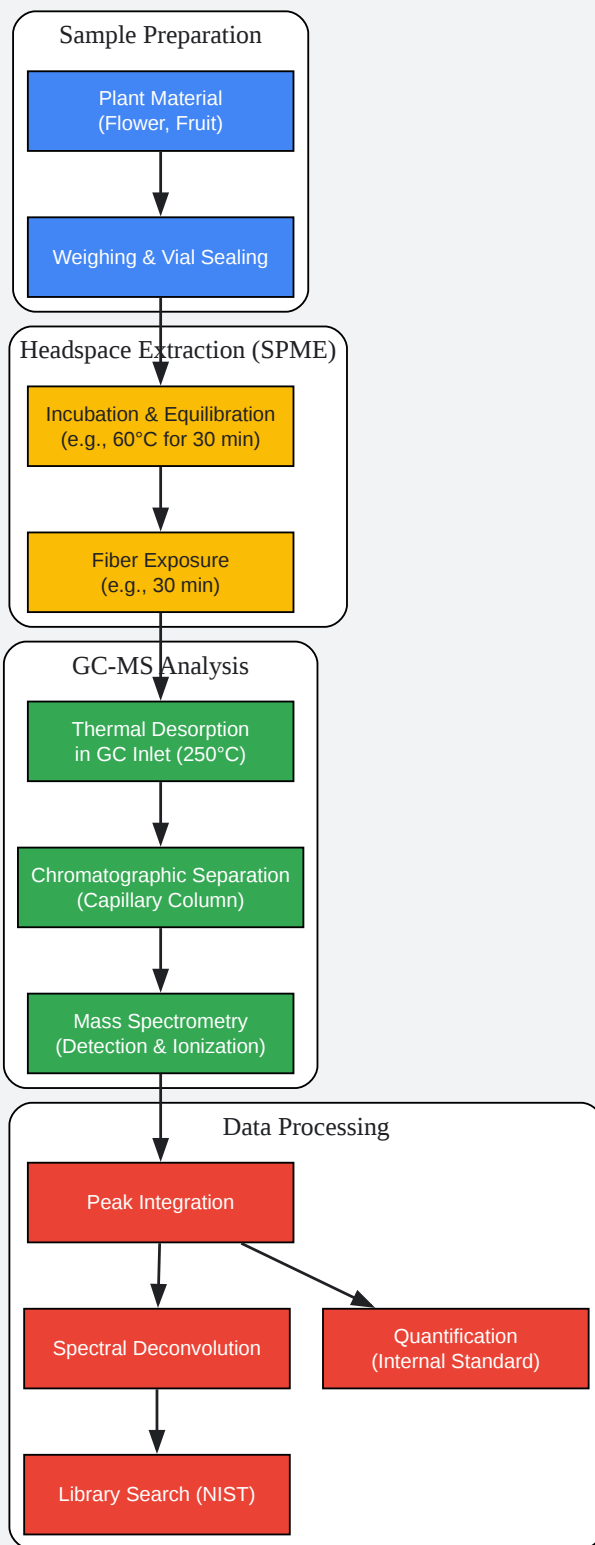 Sample Preparation
Plant Material
(Flower, Fruit)
Weighing & Vial Sealing
Headspace Extraction (SPME)
Incubation & Equilibration
(e.g., 60°C for 30 min)
Fiber Exposure
(e.g., 30 min)
GC-MS Analysis
Thermal Desorption
in GC Inlet (250°C)
Chromatographic Separation
(Capillary Column)
Mass Spectrometry
(Detection & Ionization)
Data Processing
Peak Integration
Spectral Deconvolution
Quantification
(Internal Standard)
Library Search (NIST)